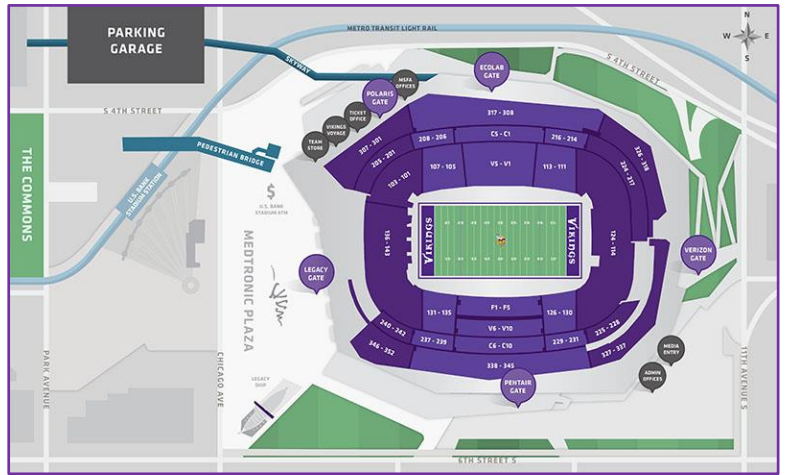 PARKING
GARAGE
METRO TRANSIT LIGHT RAIL
N
W
E
S
SKYWAY
ECOLAB
GATE
S 4TH STREET
MSFA
OFFICES
POLARIS
GATE
TICKET
OFFICE
VIKINGS
VOYAGE
TEAM
STORE
S 4TH STREET
317 - 308
307 - 301
208 - 206
C5 - C1
216 - 214
326 - 318
205 - 201
224 - 217
103 - 101
107 - 105
V5 - V1
113 - 111
PEDESTRIAN BRIDGE
THE COMMONS
U.S. BANK
STADIUM STATION
$
U.S. BANK
STADIUM ATM
MEDTRONIC PLAZA
136 - 143
VIKINGS
VIKINGS
124 - 114
VERIZON
GATE
LEGACY
GATE
131 - 135
F1 - F5
126 - 130
V6 - V10
240 - 242
237 - 239
C6 - C10
229 - 231
225 - 228
346 - 352
338 - 345
327 - 337
MEDIA
ENTRY
ADMIN
OFFICES
PENTAIR
GATE
LEGACY
SHIP
PARK AVENUE
CHICAGO AVE
11TH AVENUE S
6TH STREET S